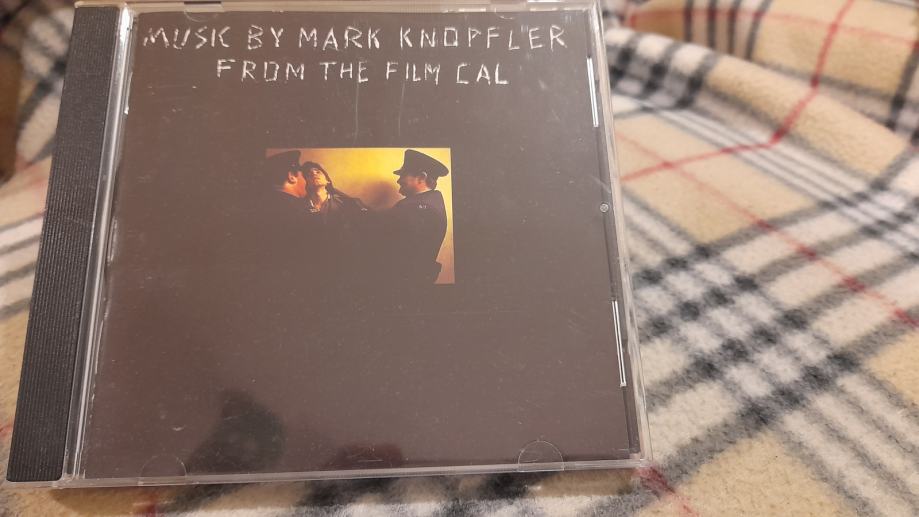 MUSIC BY MARK KNOPFLER
FROM THE FILM CAL